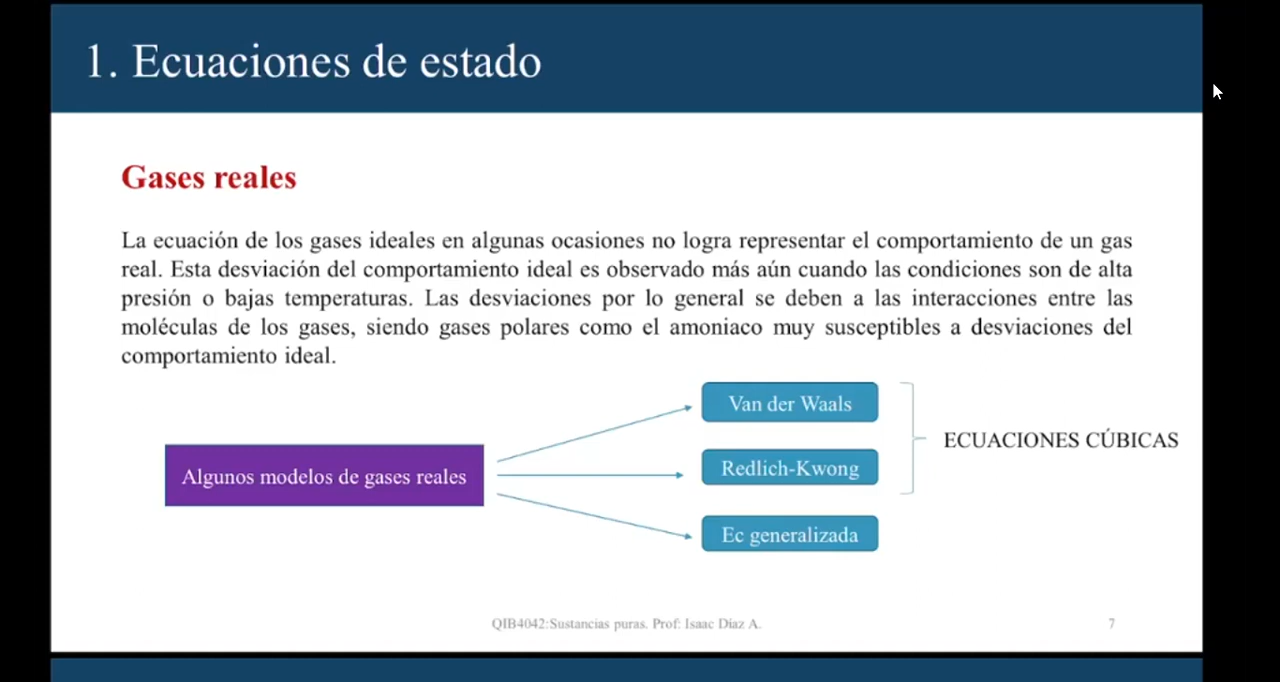 1. Ecuaciones de estado
Gases reales
La ecuación de los gases ideales en algunas ocasiones no logra representar el comportamiento de un gas
real. Esta desviación del comportamiento ideal es observado más aún cuando las condiciones son de alta
presión o bajas temperaturas. Las desviaciones por lo general se deben a las interacciones entre las
moléculas de los gases, siendo gases polares como el amoniaco muy susceptibles a desviaciones del
comportamiento ideal.
Algunos modelos de gases reales
Van der Waals
Redlich-Kwong
Ec generalizada
ECUACIONES CÚBICAS
QIB4042:Sustancias puras. Prof: Isaac Díaz A.
7